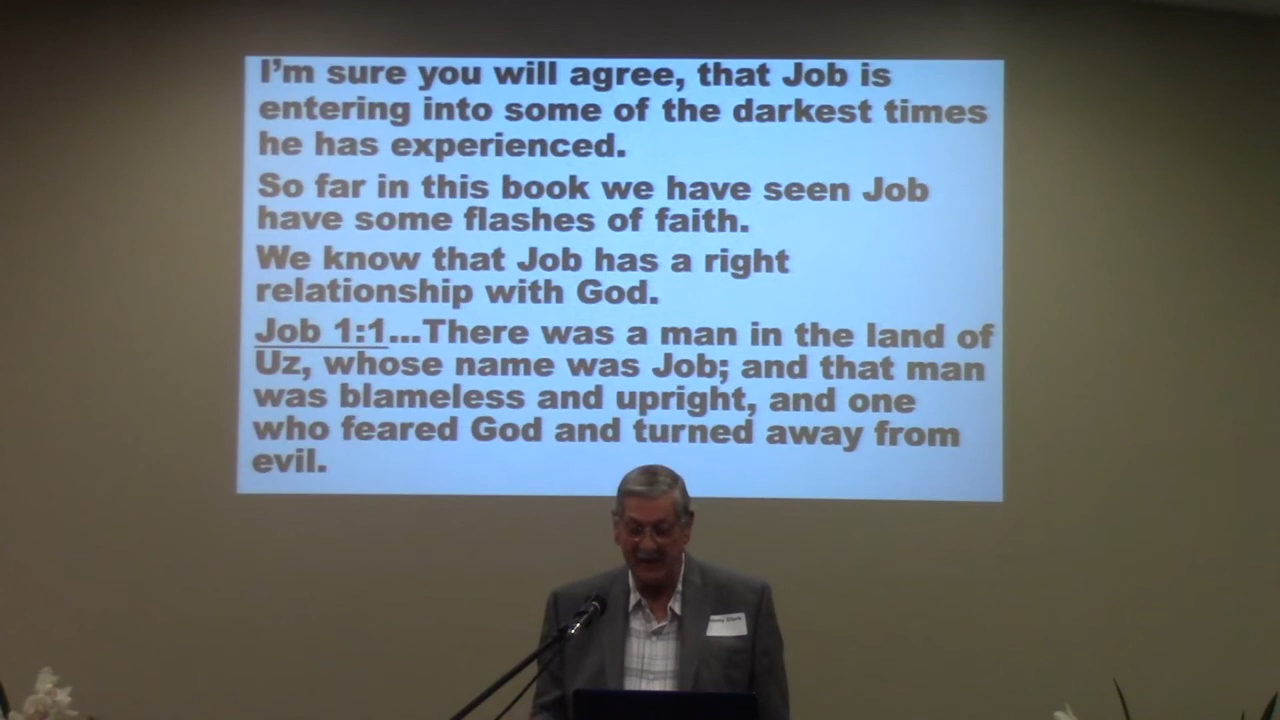 I'm sure you will agree, that Job is
entering into some of the darkest times
he has experienced.
So far in this book we have seen Job
have some flashes of faith.
We know that Job has a right
relationship with God.
Job 1:1...There was a man in the land of
Uz, whose name was Job; and that man
was blameless and upright, and one
who feared God and turned away from
evil.